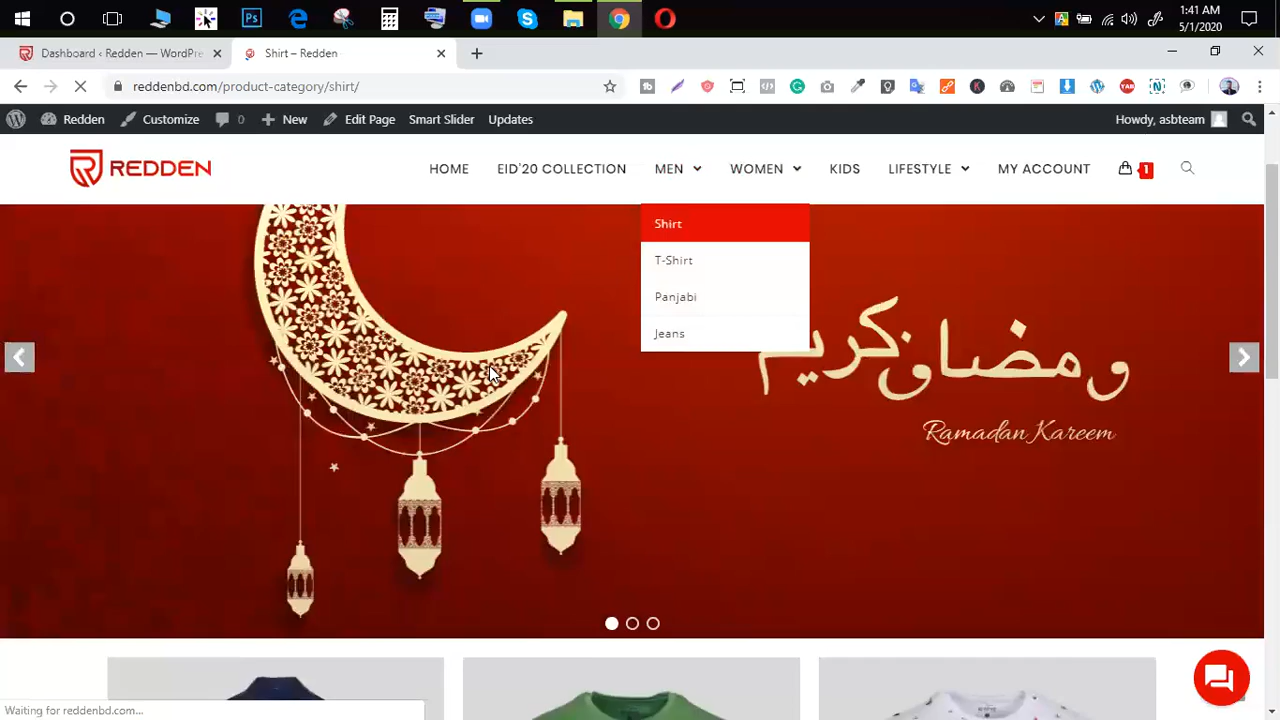 1:41 AM
5/1/2020
Dashboard ‹ Redden — WordPre
Shirt – Redden
reddenbd.com/product-category/shirt/
Redden
Customize
0
New
Edit Page
Smart Slider
Updates
Howdy, asbteam
REDDEN
HOME
EID'20 COLLECTION
MEN
WOMEN
KIDS
LIFESTYLE
MY ACCOUNT
1
Shirt
T-Shirt
Panjabi
Jeans
Ramadan Kareem
Waiting for reddenbd.com...